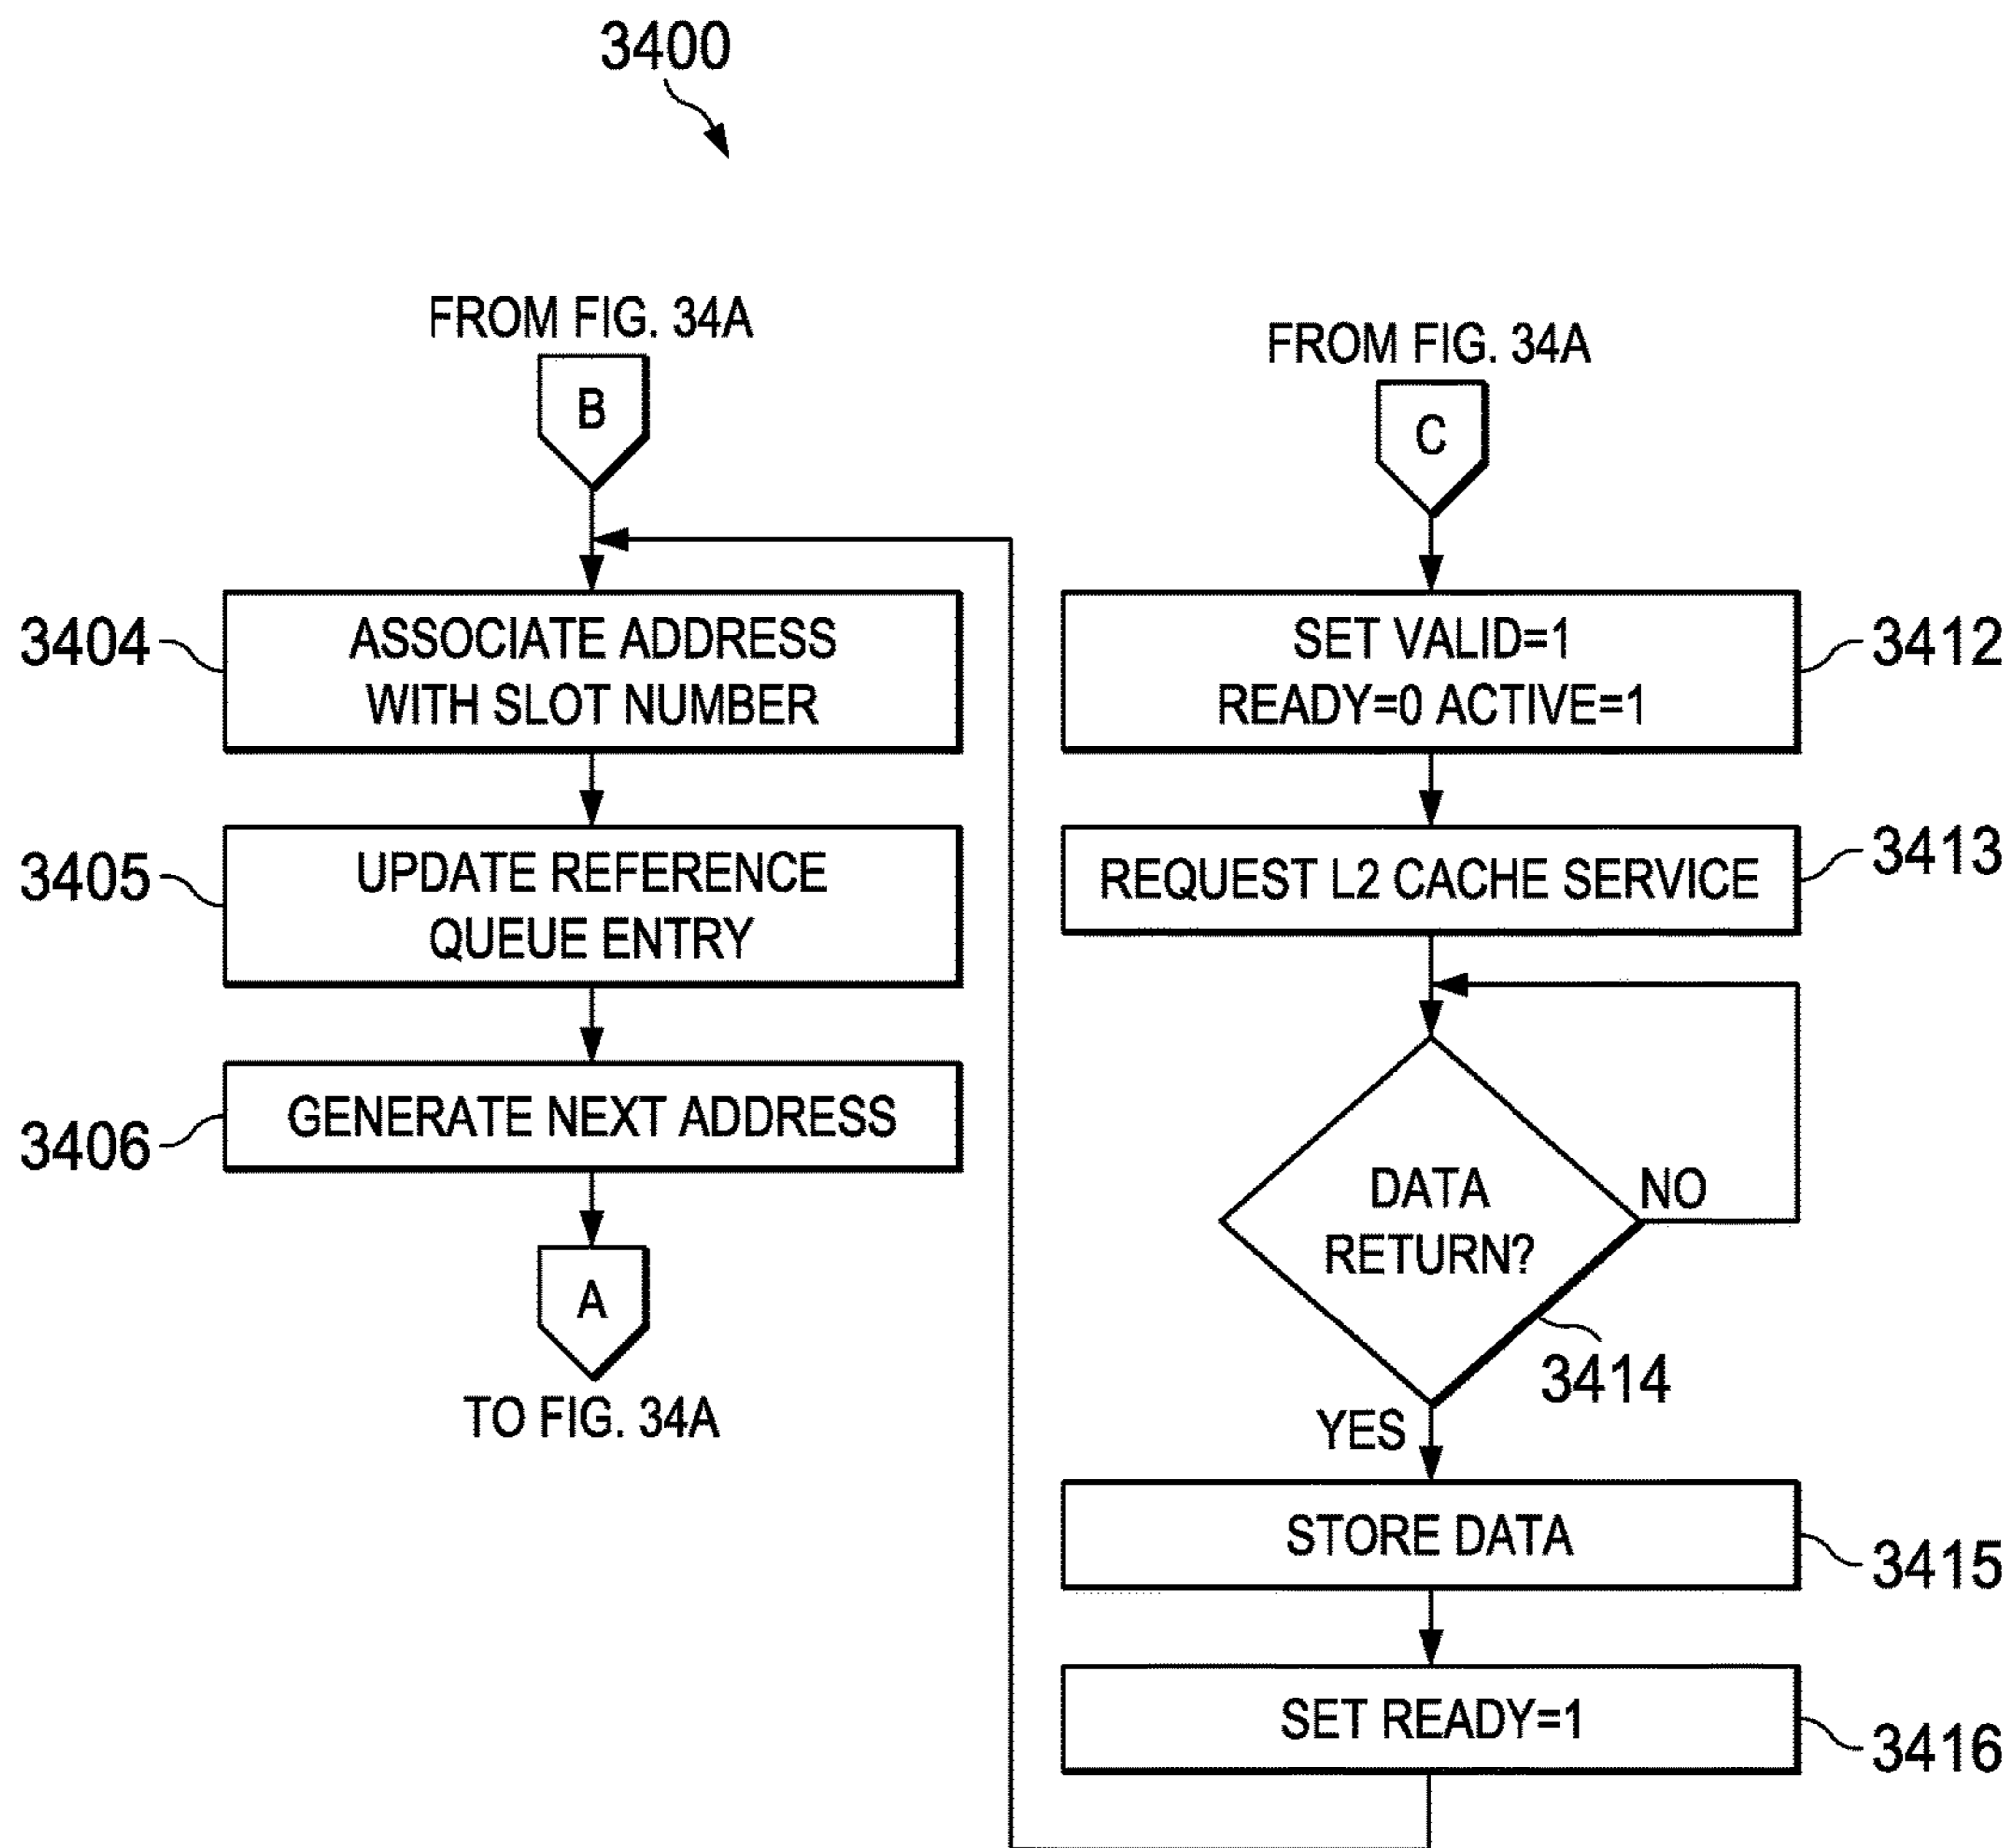 3400
FROM FIG. 34A
B
3404
ASSOCIATE ADDRESS
WITH SLOT NUMBER
3405
UPDATE REFERENCE
QUEUE ENTRY
3406
GENERATE NEXT ADDRESS
A
TO FIG. 34A
FROM FIG. 34A
C
SET VALID=1
READY=0 ACTIVE=1
3412
REQUEST L2 CACHE SERVICE
3413
DATA
RETURN?
NO
3414
YES
STORE DATA
3415
SET READY=1
3416